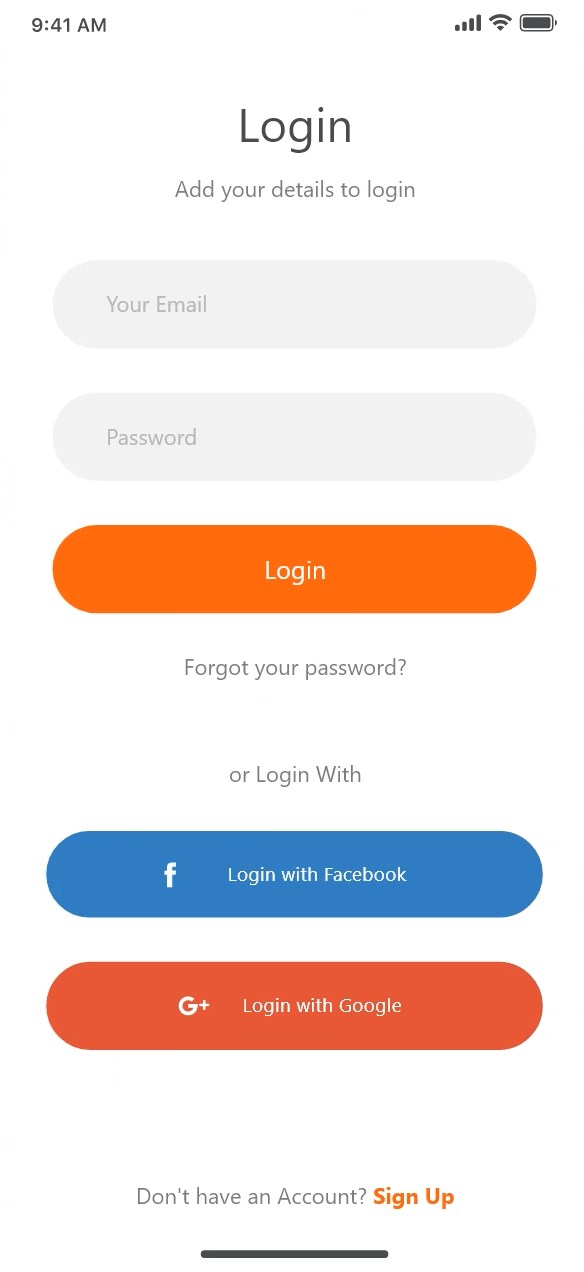 9:41 AM
Login
Add your details to login
Your Email
Password
Login
Forgot your password?
or Login With
f Login with Facebook
G+ Login with Google
Don't have an Account? Sign Up